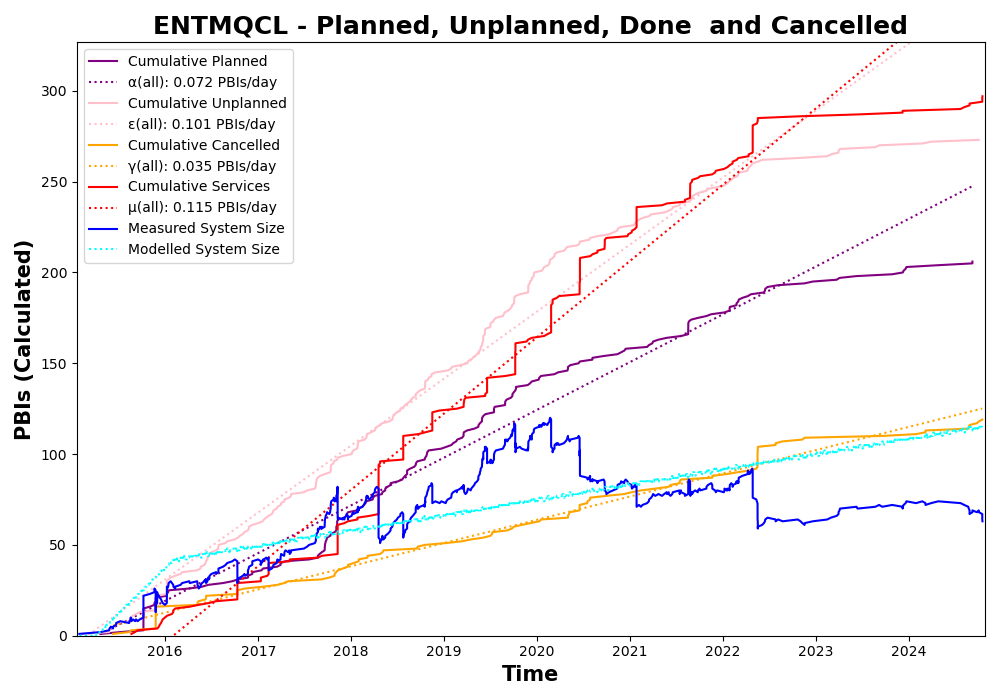 ENTMQCL - Planned, Unplanned, Done  and Cancelled
Cumulative Planned
α(all): 0.072 PBIs/day
Cumulative Unplanned
ε(all): 0.101 PBIs/day
Cumulative Cancelled
γ(all): 0.035 PBIs/day
Cumulative Services
μ(all): 0.115 PBIs/day
Measured System Size
Modelled System Size
PBIs (Calculated)
300
250
200
150
100
50
0
2016 2017 2018 2019 2020 2021 2022 2023 2024
Time